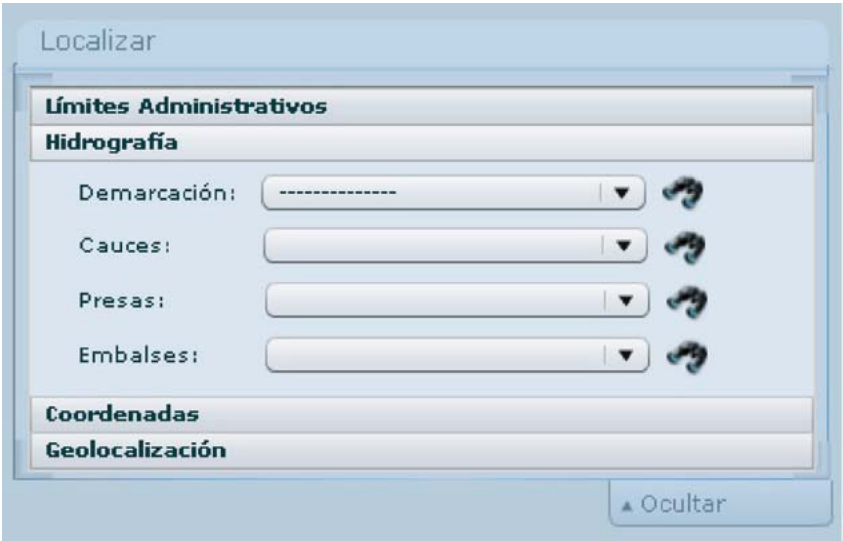 Localizar
Límites Administrativos
Hidrografía
Demarcación: --------------
Cauces:
Presas:
Embalses:
Coordenadas
Geolocalización
▲ Ocultar